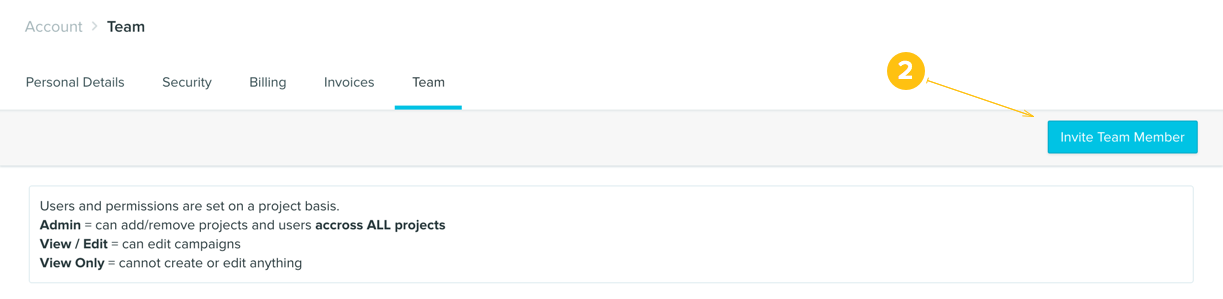 Account > Team
Personal Details Security Billing Invoices Team
2
Invite Team Member
Users and permissions are set on a project basis.
Admin = can add/remove projects and users accross ALL projects
View / Edit = can edit campaigns
View Only = cannot create or edit anything